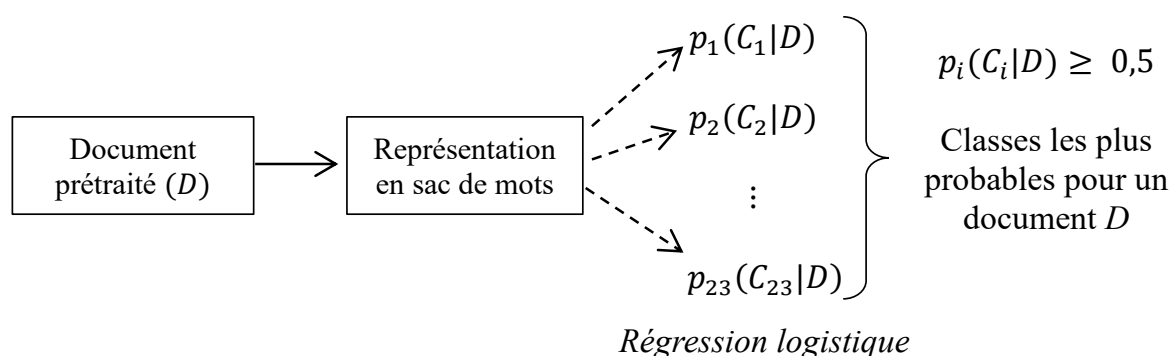 Document
prétraité (D)
Représentation
en sac de mots
p₁(C₁|D)
p₂(C₂|D)
⋮
p₂₃(C₂₃|D)
Régression logistique
pᵢ(Cᵢ|D) ≥ 0,5
Classes les plus
probables pour un
document D